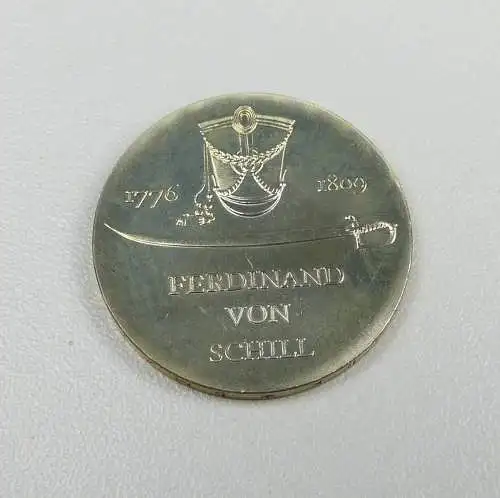 1776 1809
FERDINAND
VON
SCHILL